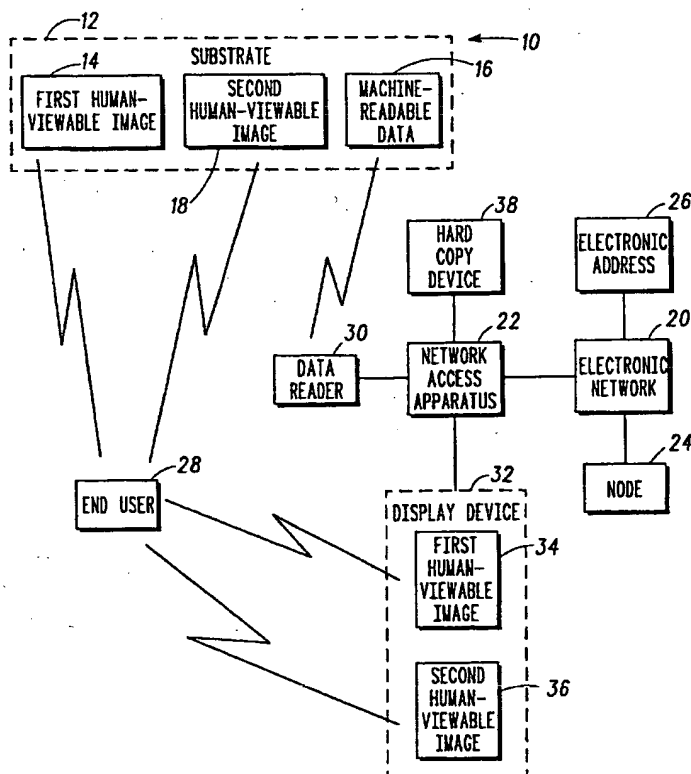 12
10
SUBSTRATE
14
16
FIRST HUMAN-
VIEWABLE IMAGE
SECOND
HUMAN-VIEWABLE
IMAGE
MACHINE-
READABLE
DATA
18
38
26
HARD
COPY
DEVICE
ELECTRONIC
ADDRESS
30
22
20
DATA
READER
NETWORK
ACCESS
APPARATUS
ELECTRONIC
NETWORK
28
32
24
END USER
NODE
DISPLAY DEVICE
34
FIRST
HUMAN-
VIEWABLE
IMAGE
36
SECOND
HUMAN-
VIEWABLE
IMAGE